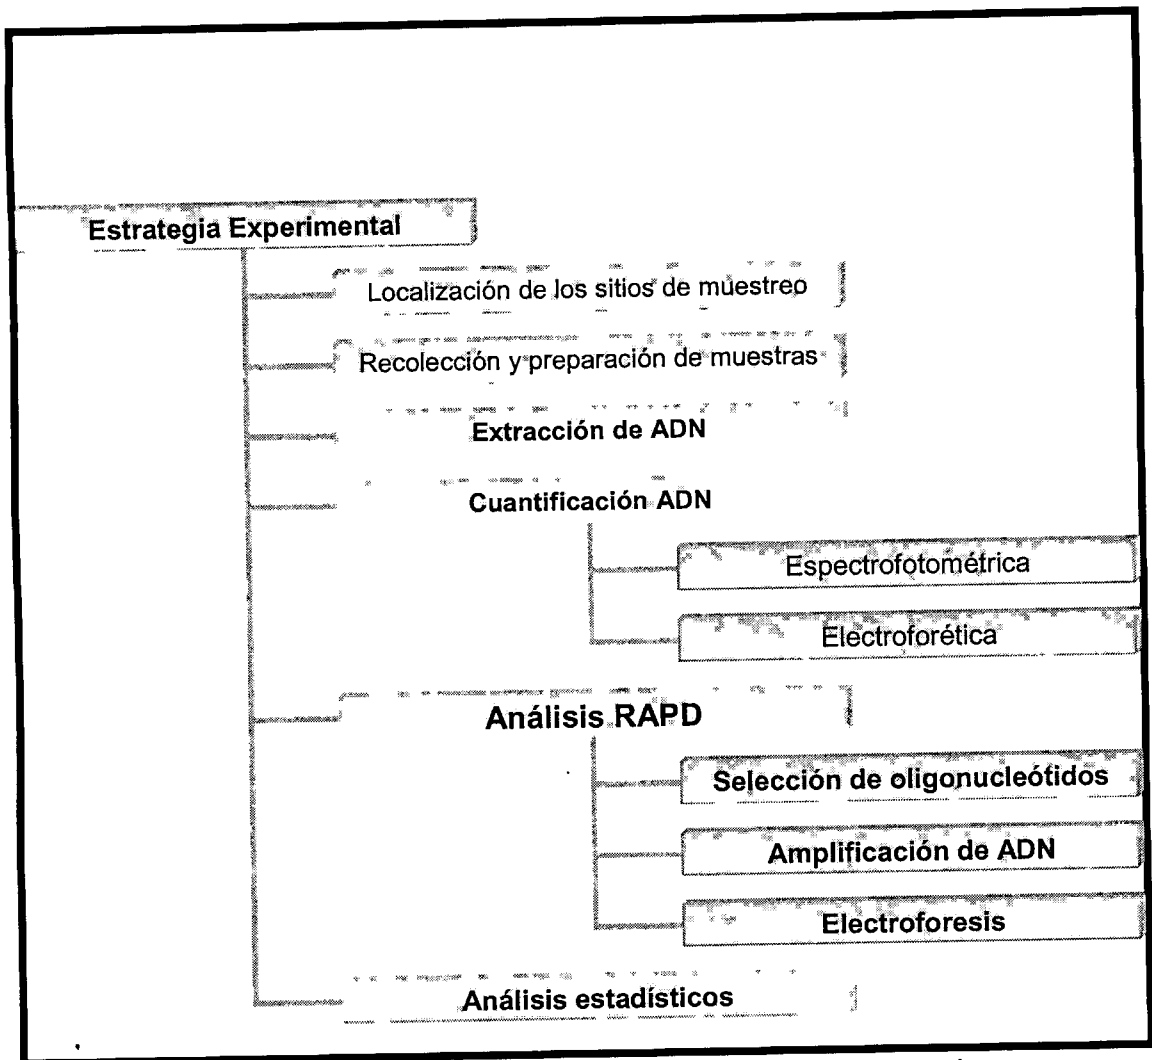 Estrategia Experimental
Localización de los sitios de muestreo
Recolección y preparación de muestras
Extracción de ADN
Cuantificación ADN
Espectrofotométrica
Electroforética
Análisis RAPD
Selección de oligonucleótidos
Amplificación de ADN
Electroforesis
Análisis estadísticos